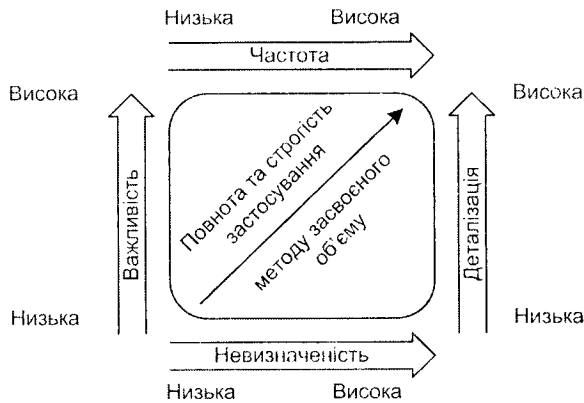 Низька Висока
Частота
Висока Висока
Повнота та строгість
застосування
методу засвоєного
об'єму
Важливість
Деталізація
Низька Низька
Невизначеність
Низька Висока